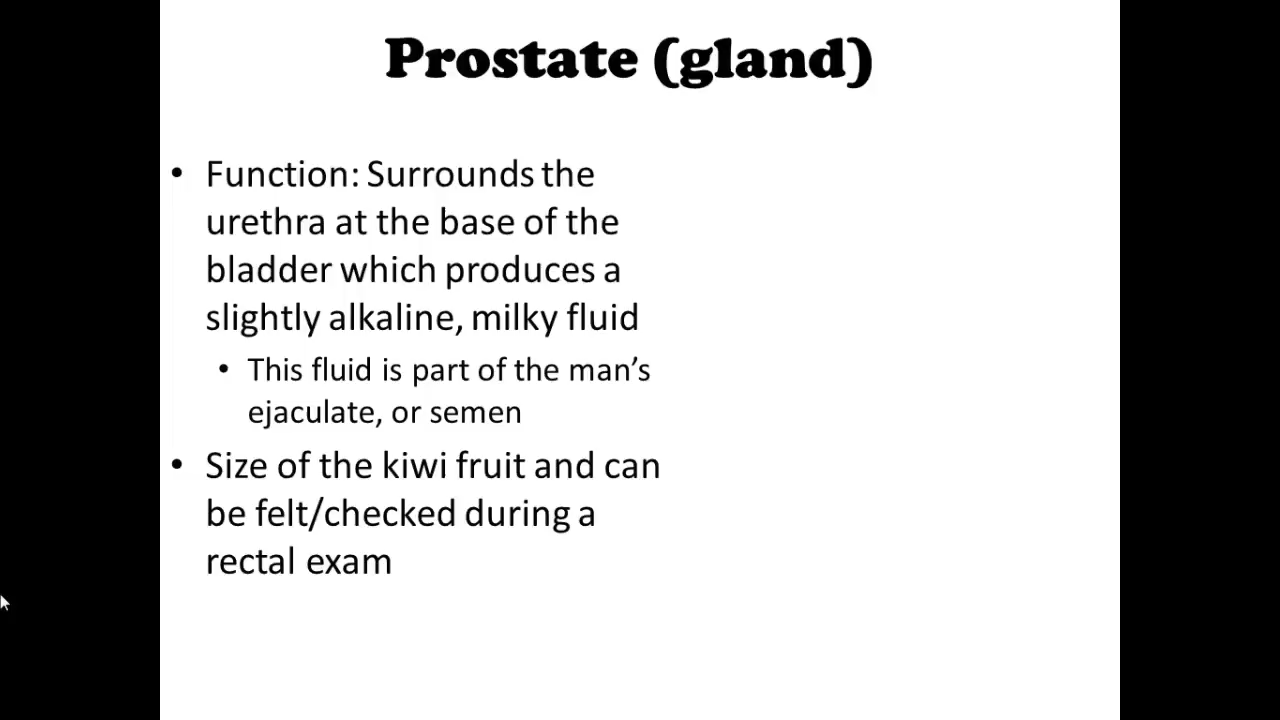 Prostate (gland)
• Function: Surrounds the
urethra at the base of the
bladder which produces a
slightly alkaline, milky fluid
• This fluid is part of the man’s
ejaculate, or semen
• Size of the kiwi fruit and can
be felt/checked during a
rectal exam